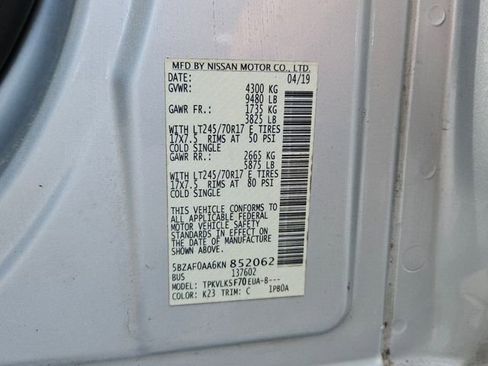 MFD BY NISSAN MOTOR CO., LTD.
DATE: 04/19
GVWR: 4300 KG
9480 LB
GAWR FR.: 1735 KG
3825 LB
WITH LT245/70R17 E TIRES
17X7.5 RIMS AT 50 PSI
COLD SINGLE
GAWR RR.: 2665 KG
5875 LB
WITH LT245/70R17 E TIRES
17X7.5 RIMS AT 80 PSI
COLD SINGLE
THIS VEHICLE CONFORMS TO
ALL APPLICABLE FEDERAL
MOTOR VEHICLE SAFETY
STANDARDS IN EFFECT ON THE
DATE OF MANUFACTURE SHOWN
ABOVE.
5BZAF0AA6KN 852062
BUS 137602
MODEL: TPKVLKSF70EUA-8---
COLOR: K23 TRIM: C IPBOA